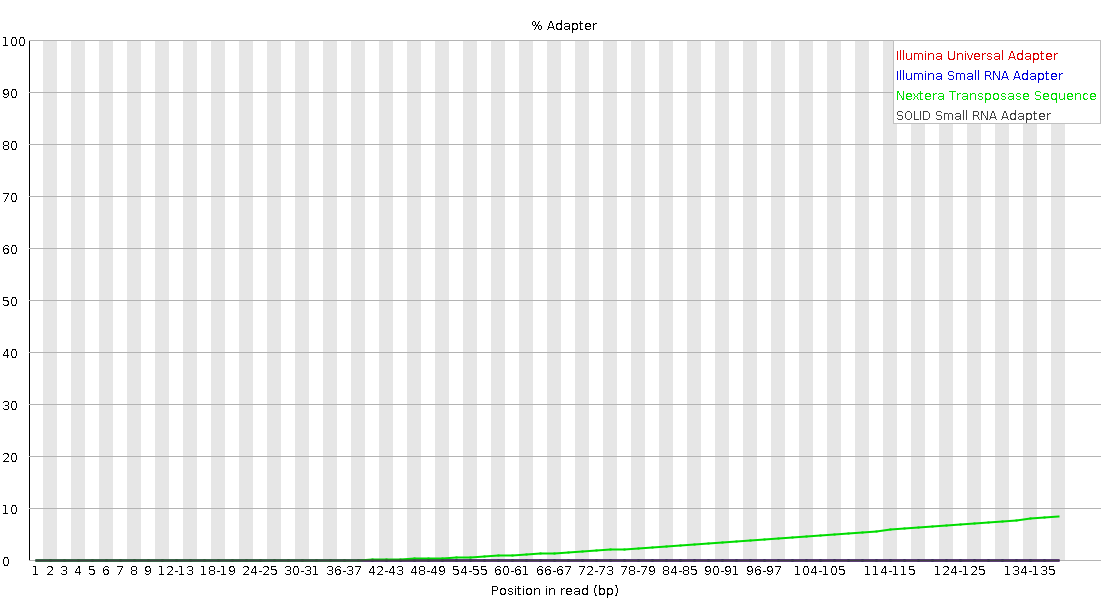 % Adapter
100
90
80
70
60
50
40
30
20
10
0
Illumina Universal Adapter
Illumina Small RNA Adapter
Nextera Transposase Sequence
SOLID Small RNA Adapter
1 2 3 4 5 6 7 8 9 12-13 18-19 24-25 30-31 36-37 42-43 48-49 54-55 60-61 66-67 72-73 78-79 84-85 90-91 96-97 104-105 114-115 124-125 134-135
Position in read (bp)